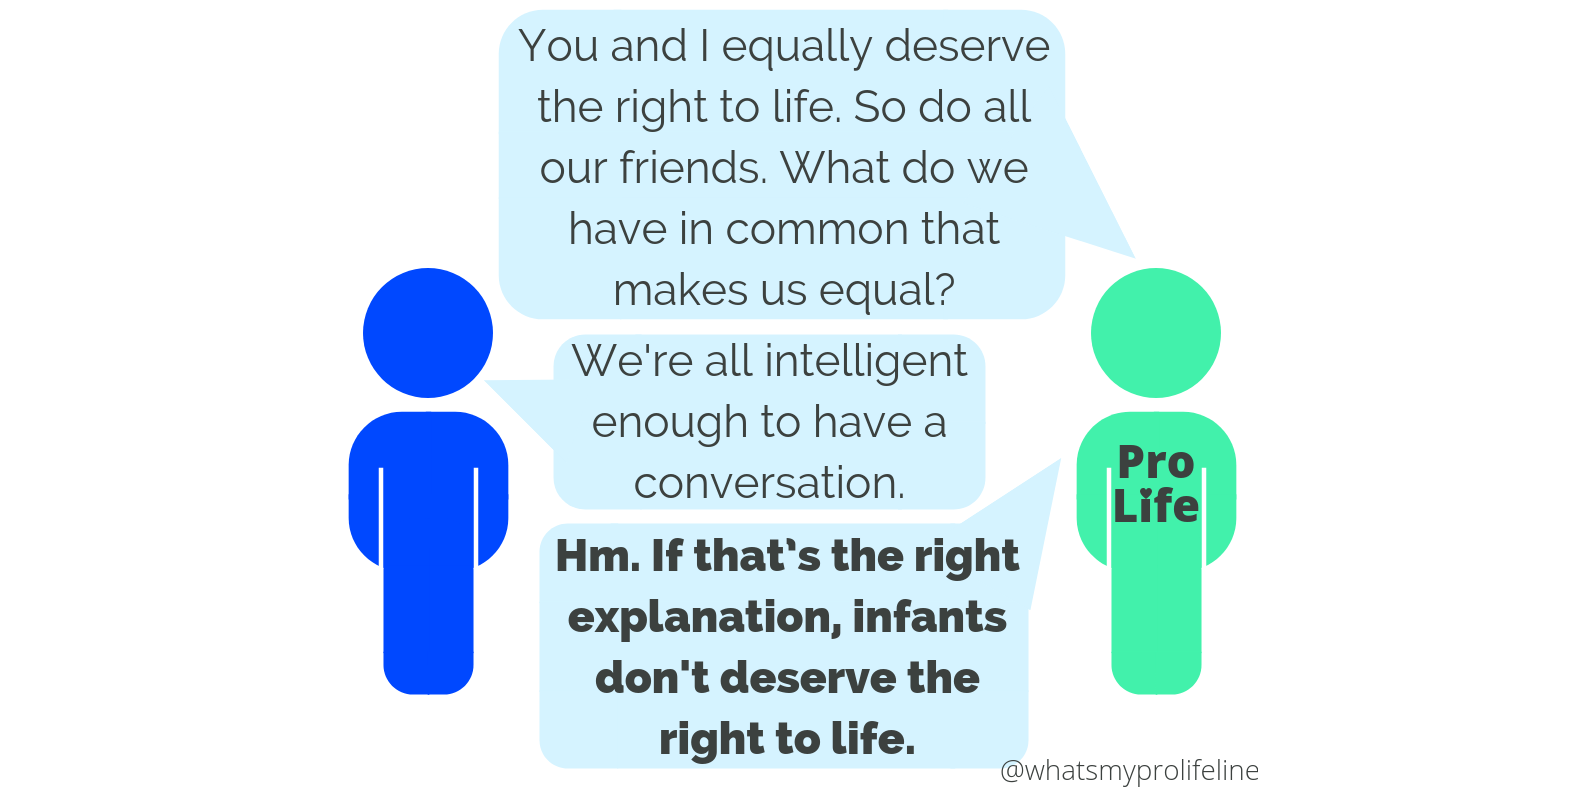 You and I equally deserve
the right to life. So do all
our friends. What do we
have in common that
makes us equal?
We're all intelligent
enough to have a
conversation.
Pro
Life
Hm. If that’s the right
explanation, infants
don't deserve the
right to life.
@whatsmyprolifeline